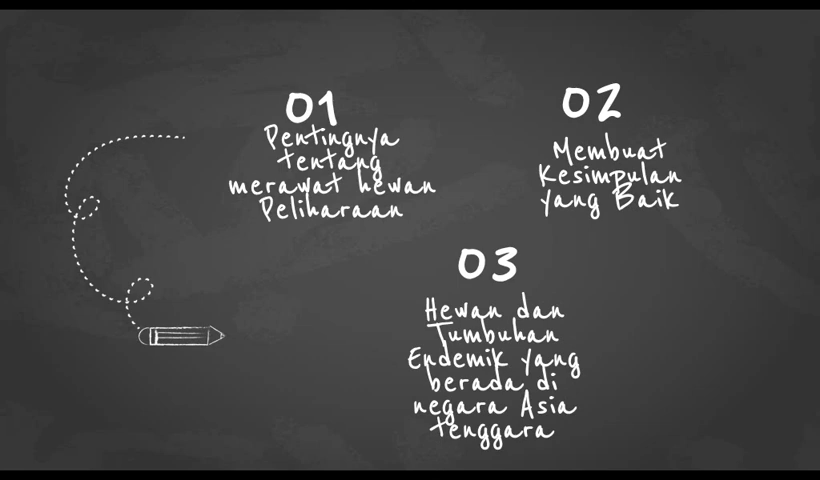 01
Pentingnya
tentang
merawat hewan
Peliharaan
02
Membuat
Kesimpulan
yang Baik
03
Hewan dan
Tumbuhan
Endemik yang
berada di
negara Asia
tenggara